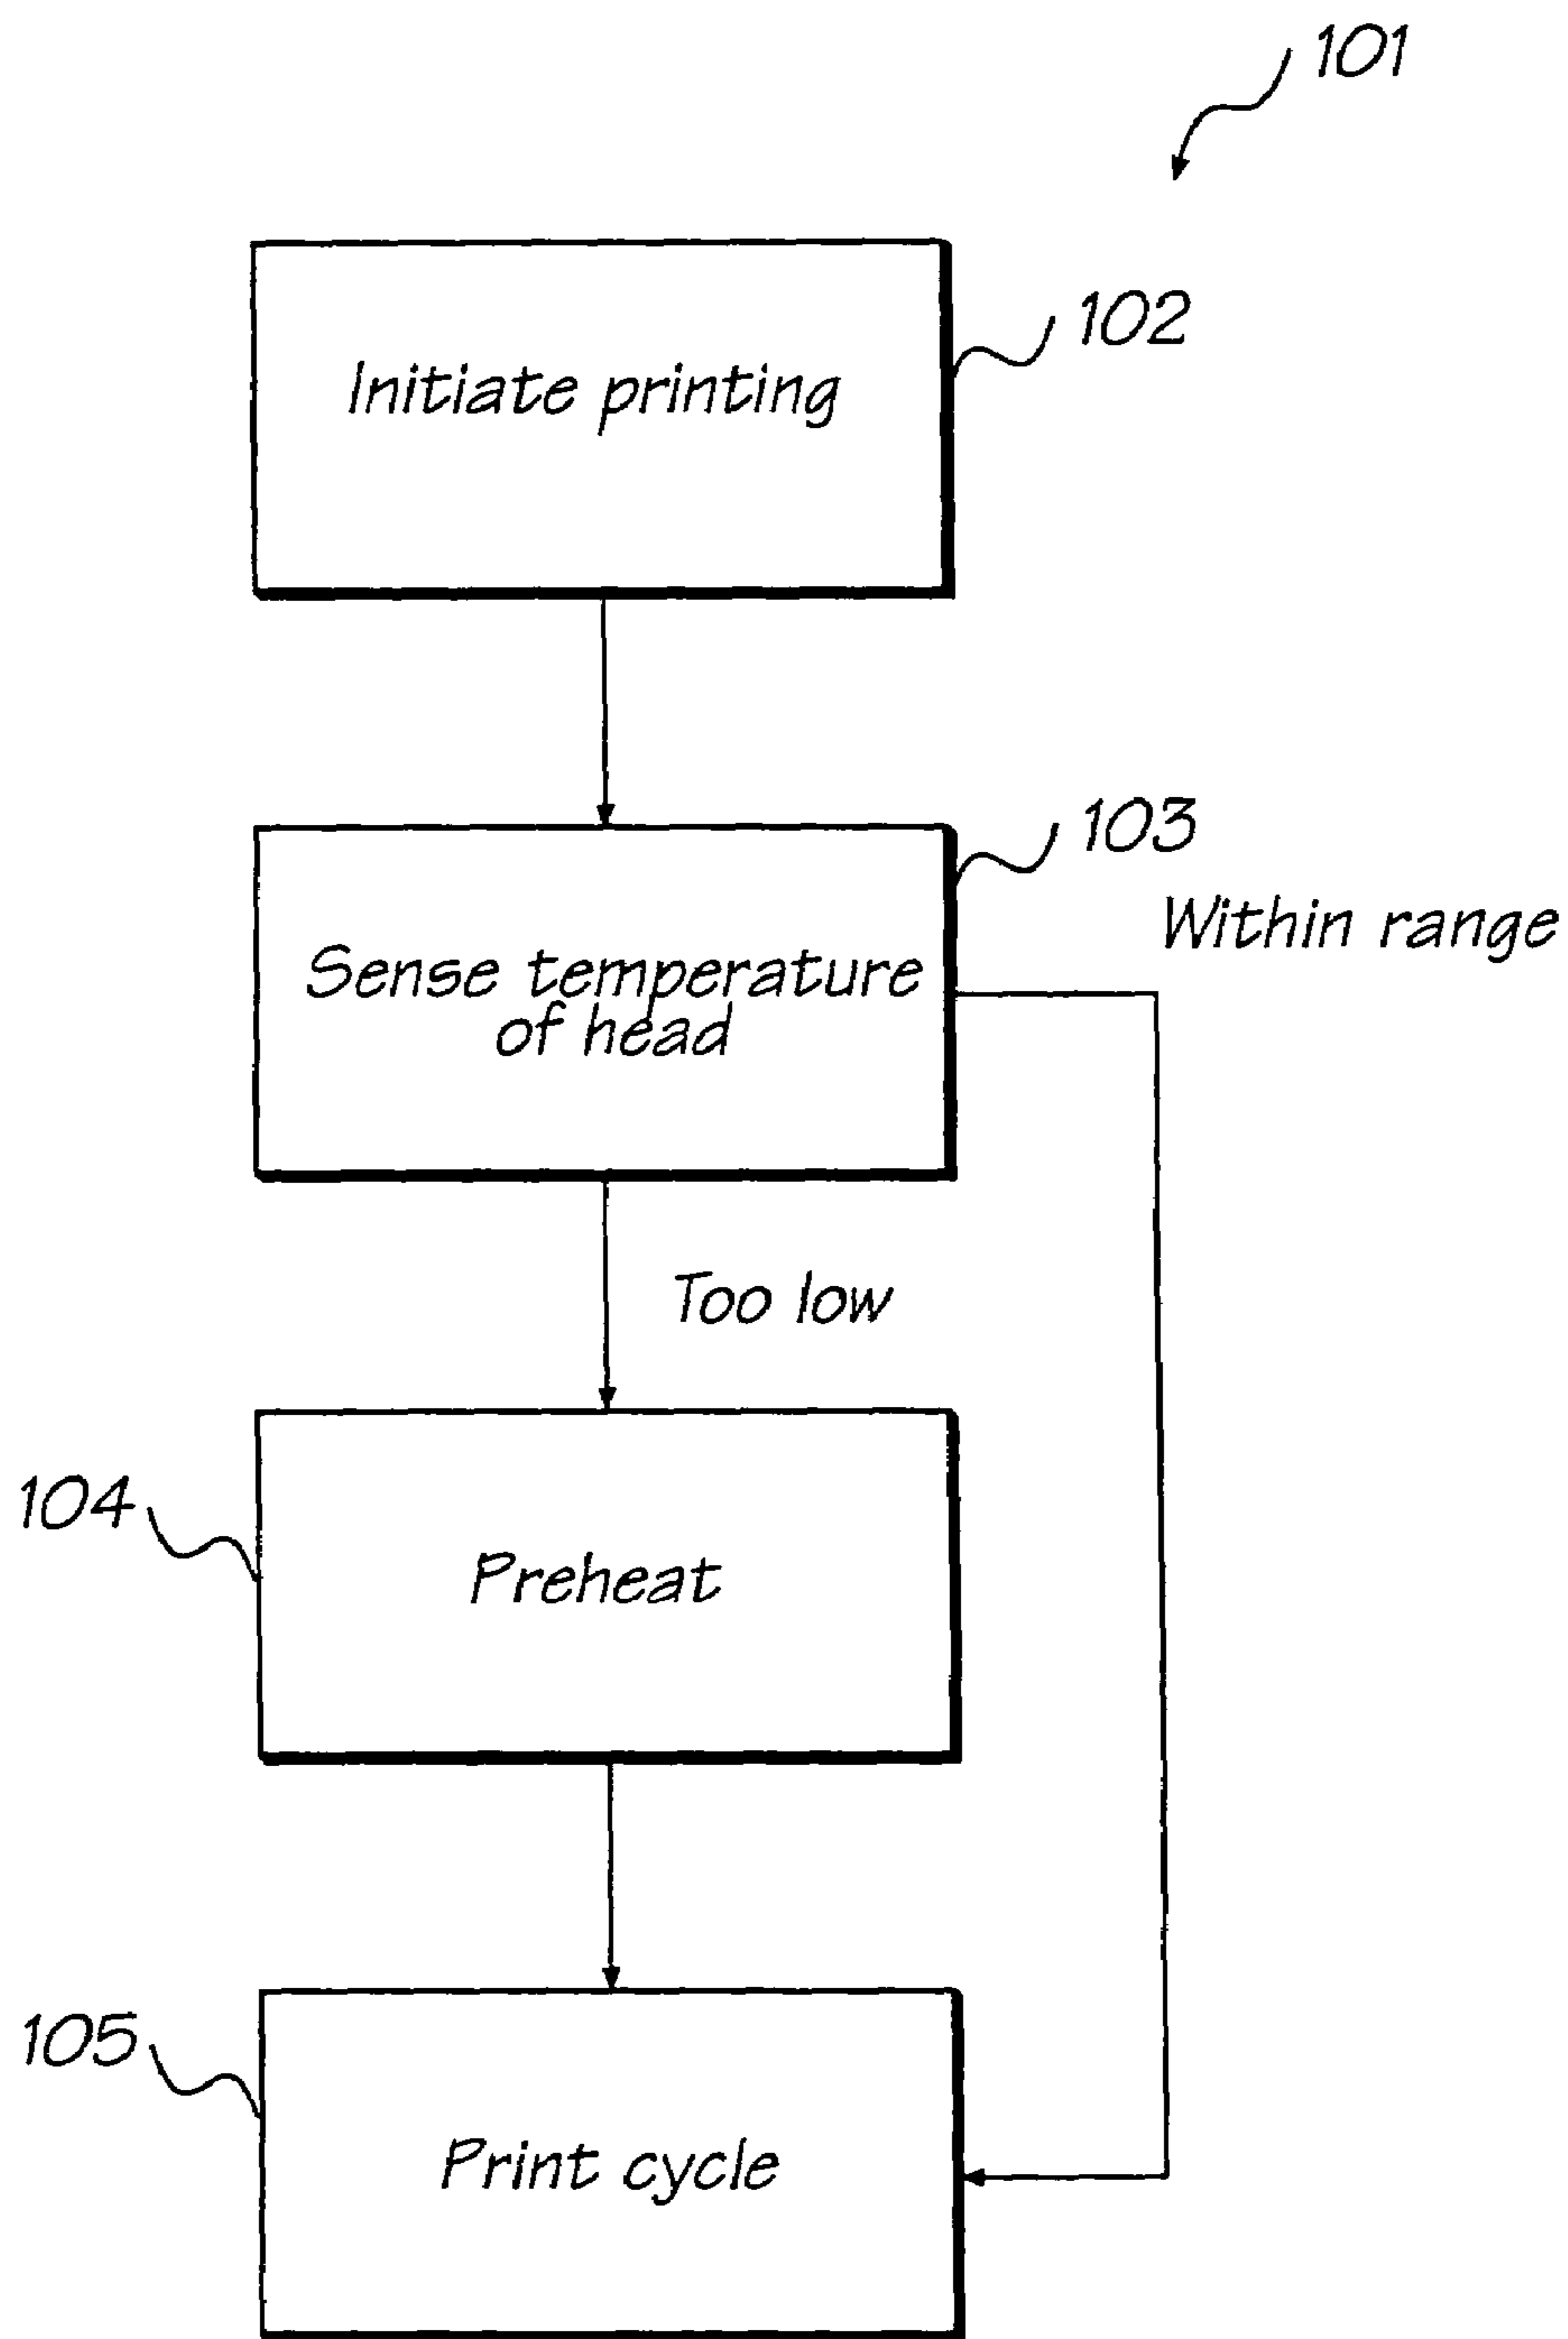 101
Initiate printing
102
103
Within range
Sense temperature
of head
Too low
104
Preheat
105
Print cycle